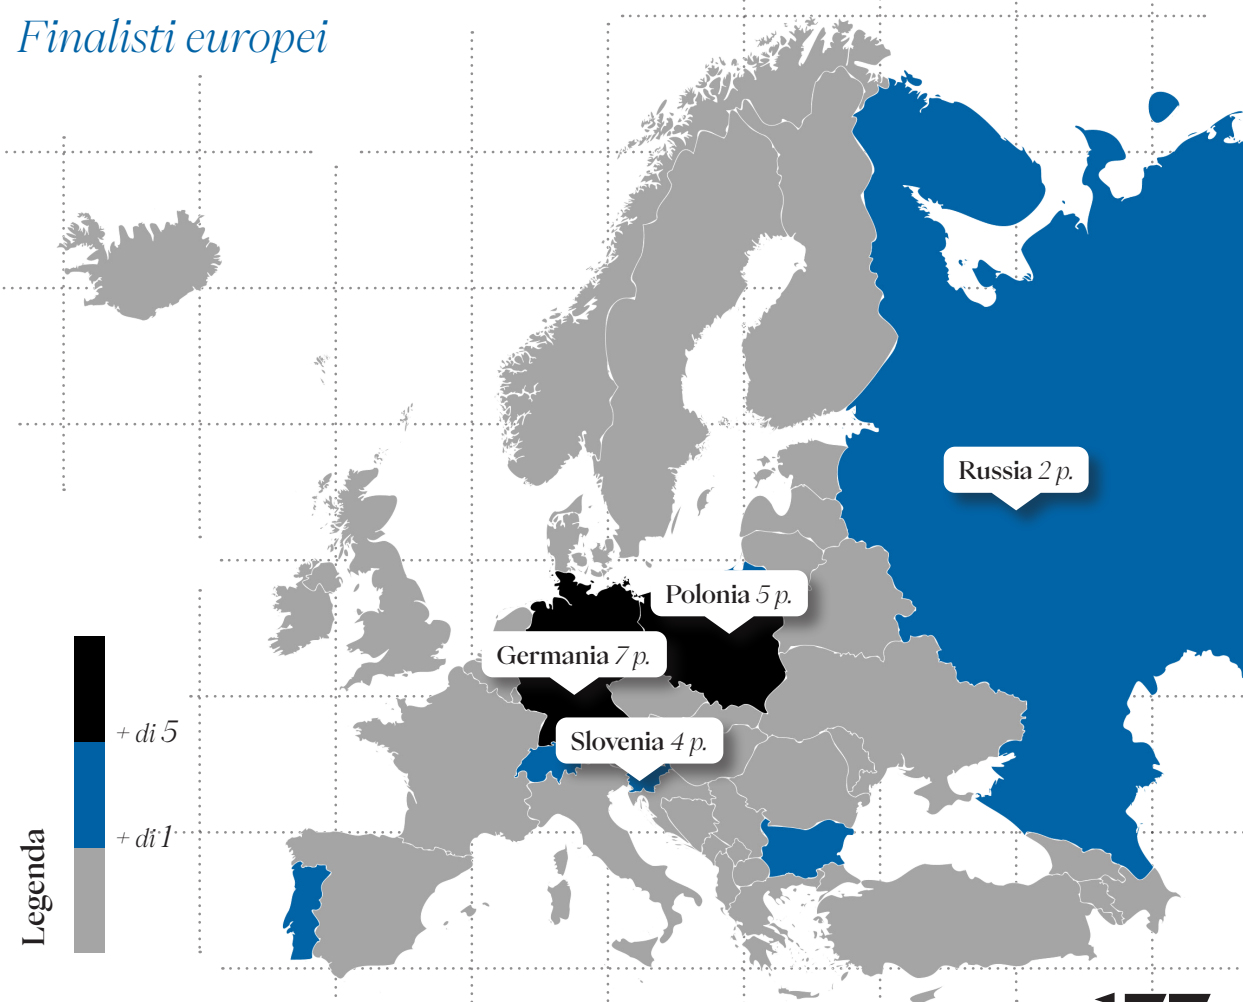 Finalisti europei
Russia 2 p.
Polonia 5 p.
Germania 7 p.
Slovenia 4 p.
+ di 5
+ di 1
Legenda